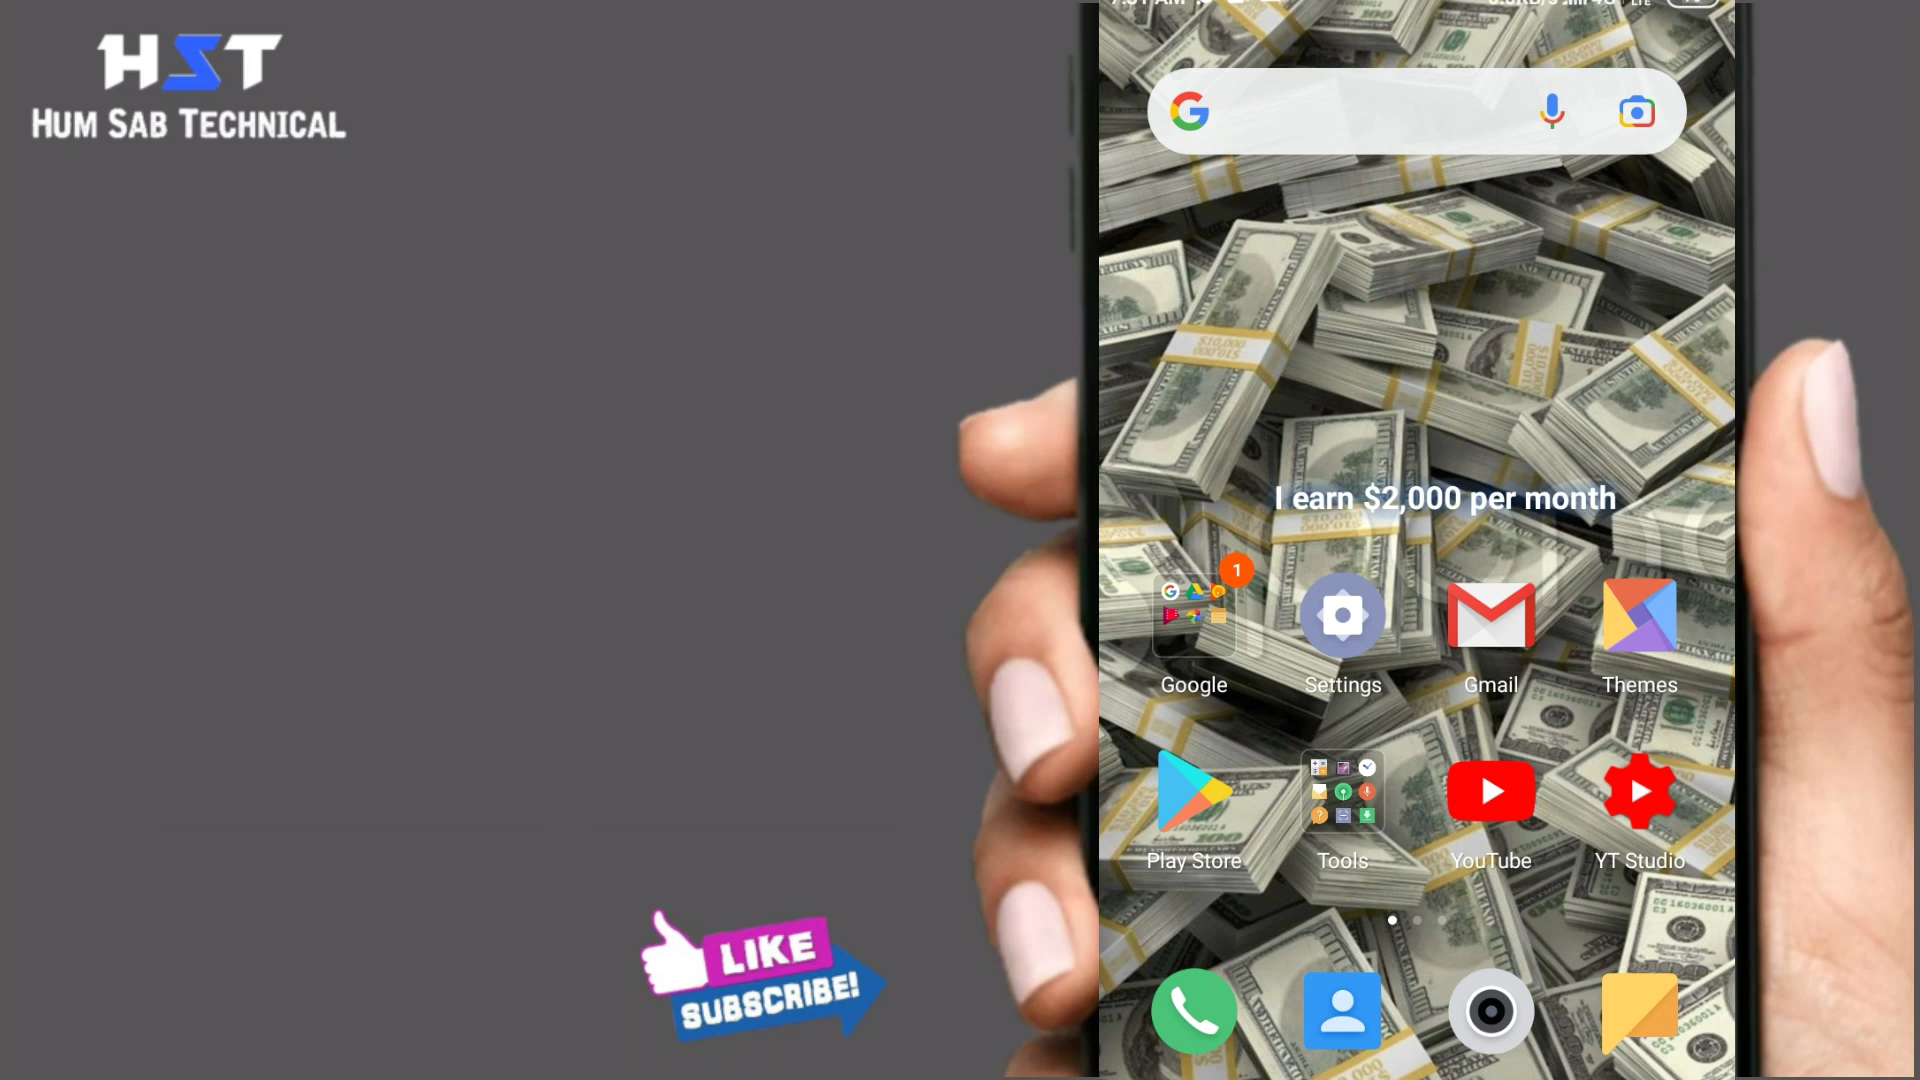 HST
HUM SAB TECHNICAL
I earn $2,000 per month
1
Google
Settings
Gmail
Themes
Play Store
Tools
YouTube
YT Studio
LIKE
SUBSCRIBE!